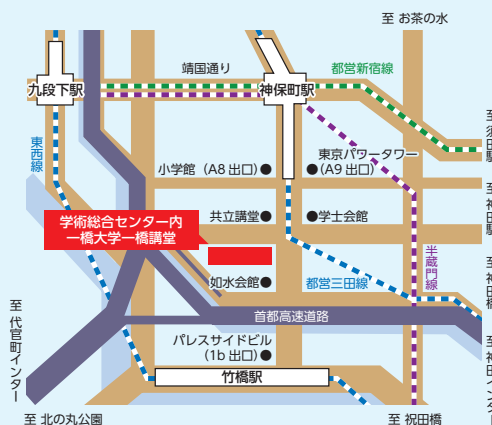 至 お茶の水
靖国通り
都営新宿線
九段下駅
神保町駅
東西線
東京パワータワー
小学館（A8 出口）●
●（A9 出口）
学術総合センター内
一橋大学一橋講堂
共立講堂●
●学士会館
半蔵門線
如水会館●
都営三田線
首都高速道路
至 代官町インター
パレスサイドビル
（1b 出口）●
竹橋駅
至 北の丸公園
至 祝田橋
至 神田橋